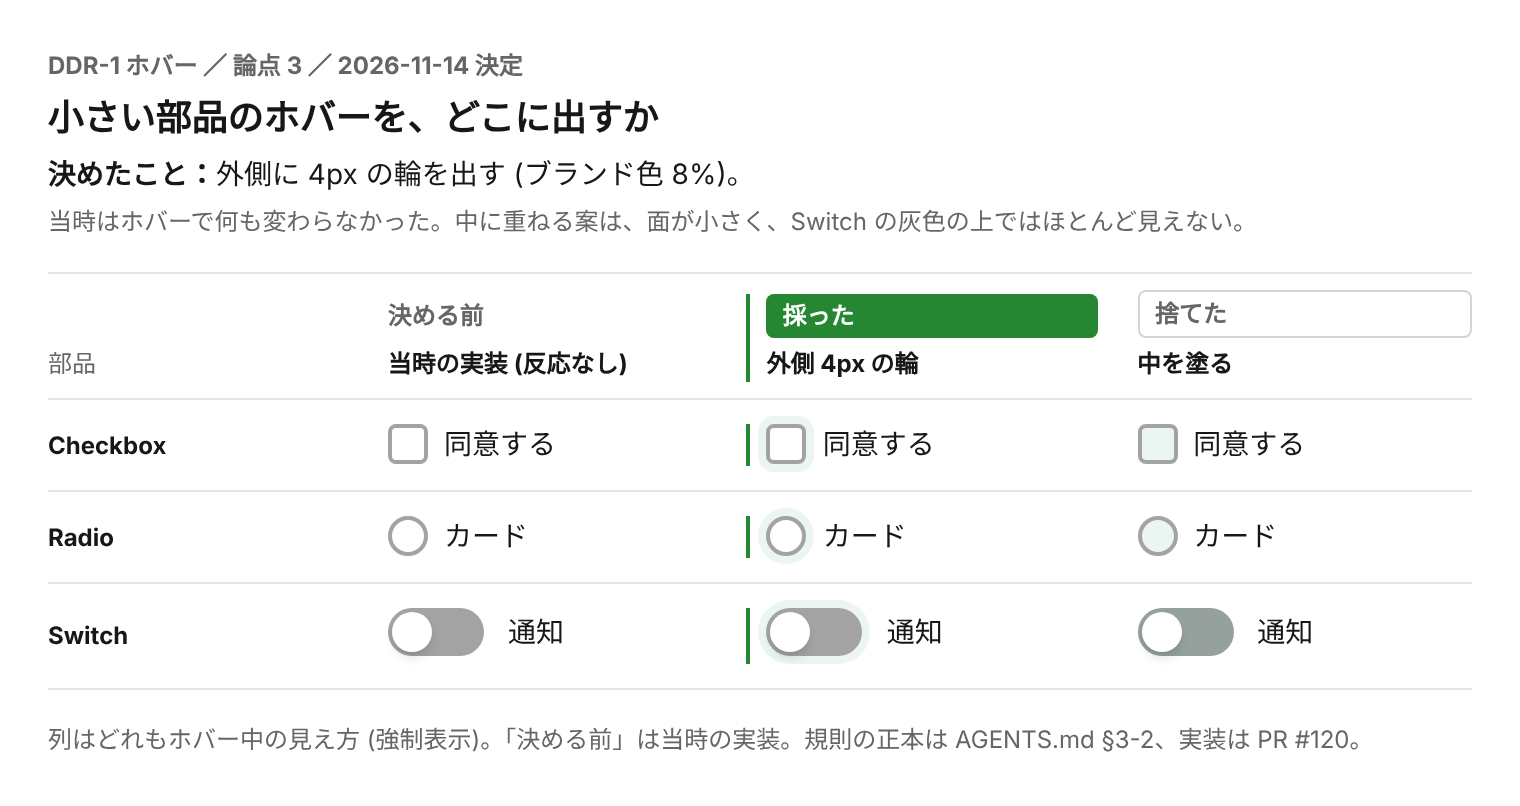 DDR-1 ホバー ／ 論点 3 ／ 2026-11-14 決定
小さい部品のホバーを、どこに出すか
決めたこと：外側に 4px の輪を出す (ブランド色 8%)。
当時はホバーで何も変わらなかった。中に重ねる案は、面が小さく、Switch の灰色の上ではほとんど見えない。
決める前 採った 捨てた
部品 当時の実装 (反応なし) 外側 4px の輪 中を塗る
Checkbox 同意する 同意する 同意する
Radio カード カード カード
Switch 通知 通知 通知
列はどれもホバー中の見え方 (強制表示)。「決める前」は当時の実装。規則の正本は AGENTS.md §3-2、実装は PR #120。